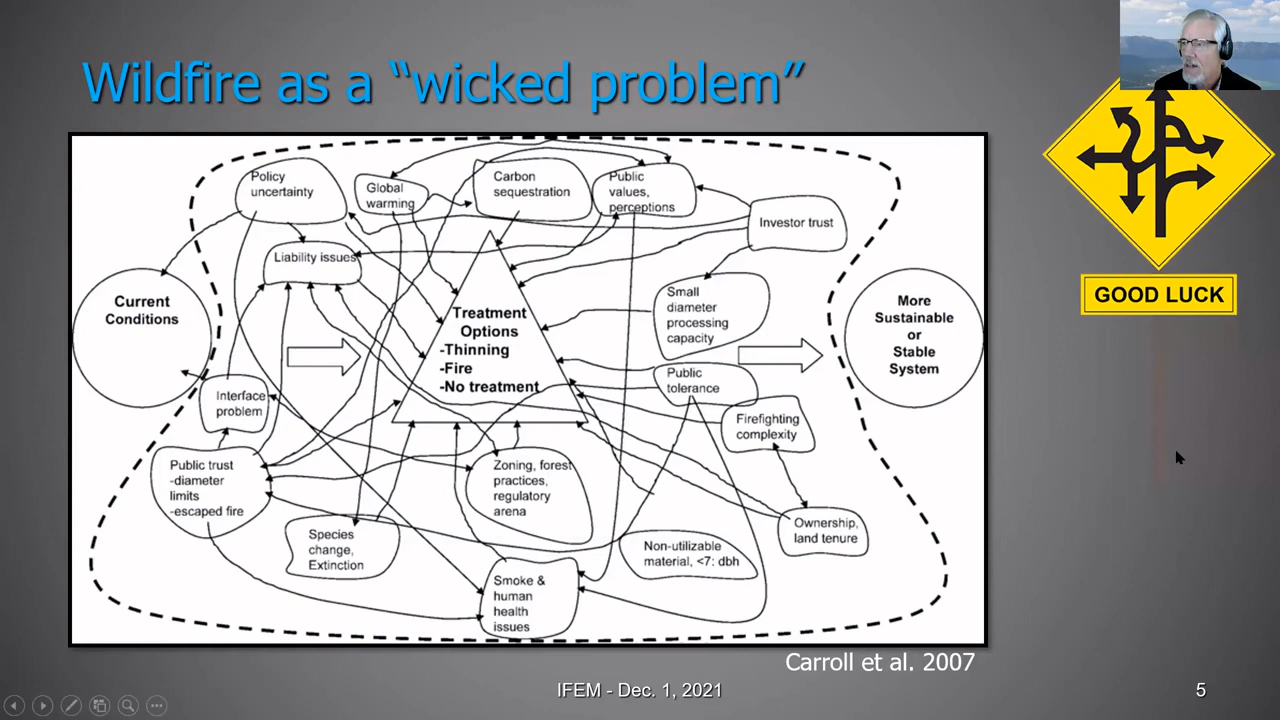 Wildfire as a “wicked problem”
Policy
uncertainty
Global
warming
Carbon
sequestration
Public
values,
perceptions
Investor trust
Liability issues
Current
Conditions
Treatment
Options
-Thinning
-Fire
-No treatment
Small
diameter
processing
capacity
More
Sustainable
or
Stable
System
GOOD LUCK
Public
tolerance
Interface
problem
Firefighting
complexity
Public trust
-diameter
limits
-escaped fire
Zoning, forest
practices,
regulatory
arena
Ownership,
land tenure
Species
change,
Extinction
Non-utilizable
material, <7: dbh
Smoke &
human
health
issues
Carroll et al. 2007
IFEM - Dec. 1, 2021
5